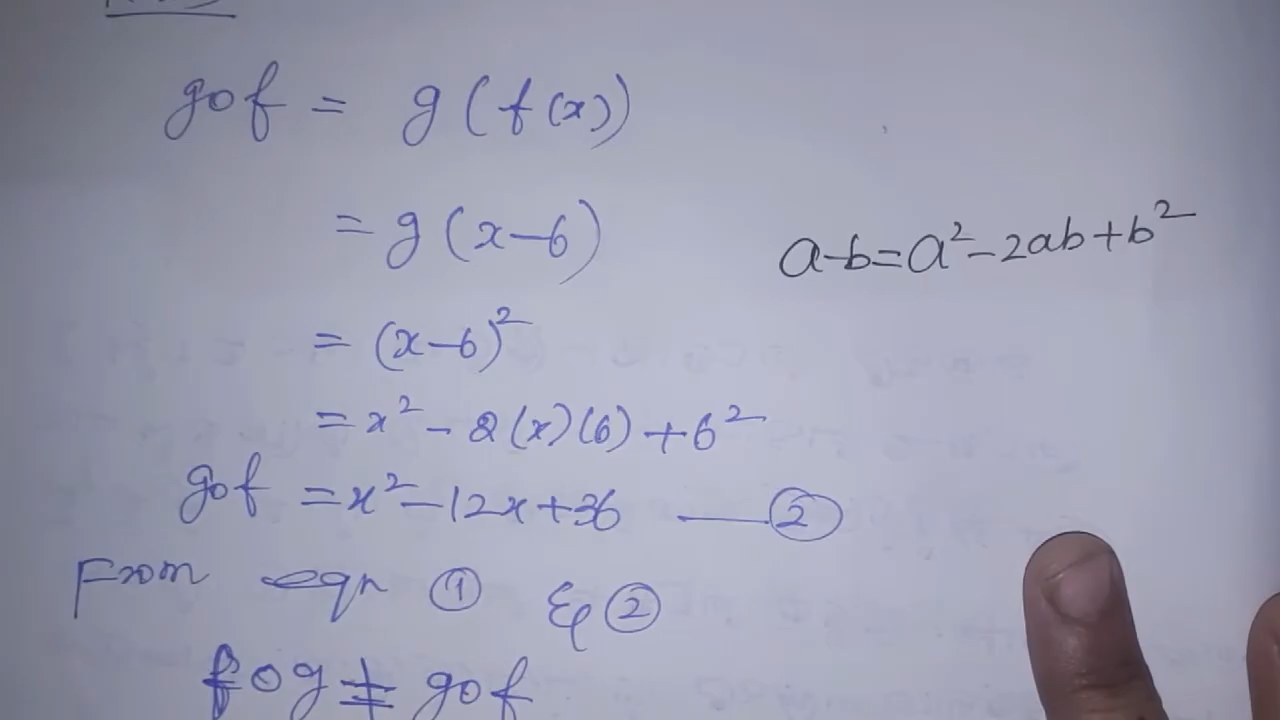 gof = g(f(x))
= g(x-6)
a-b=a²-2ab+b²
= (x-6)²
= x² - 2(x)(6) + 6²
gof = x² - 12x + 36 —— ②
From eqn ① & ②
fog ≠ gof